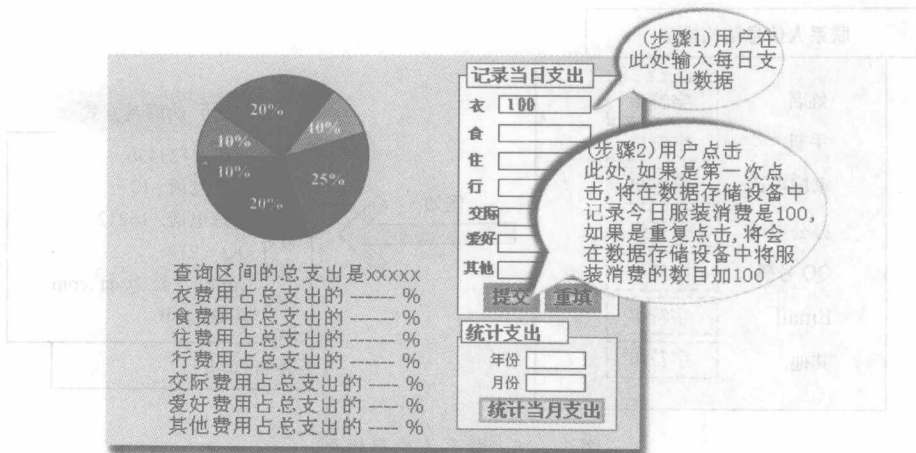 (步骤1)用户在
此处输入每日支
出数据
记录当日支出
衣 100
食
住
行
交际
爱好
其他
提交 重填
(步骤2)用户点击
此处,如果是第一次点
击,将在数据存储设备中
记录今日服装消费是100,
如果是重复点击,将会
在数据存储设备中将服
装消费的数目加100
统计支出
年份
月份
统计当月支出
20%
10%
10%
10%
25%
20%
查询区间的总支出是xxxxx
衣费用占总支出的 ----- %
食费用占总支出的 ----- %
住费用占总支出的 ---- %
行费用占总支出的 ---- %
交际费用占总支出的 ---- %
爱好费用占总支出的 ---- %
其他费用占总支出的 ---- %